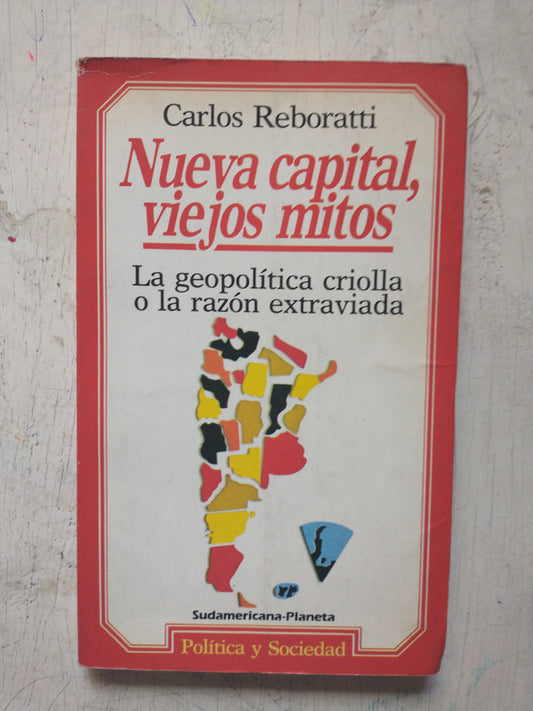 Carlos Reboratti
Nueva capital,
viejos mitos
La geopolítica criolla
o la razón extraviada
Sudamericana-Planeta
Política y Sociedad